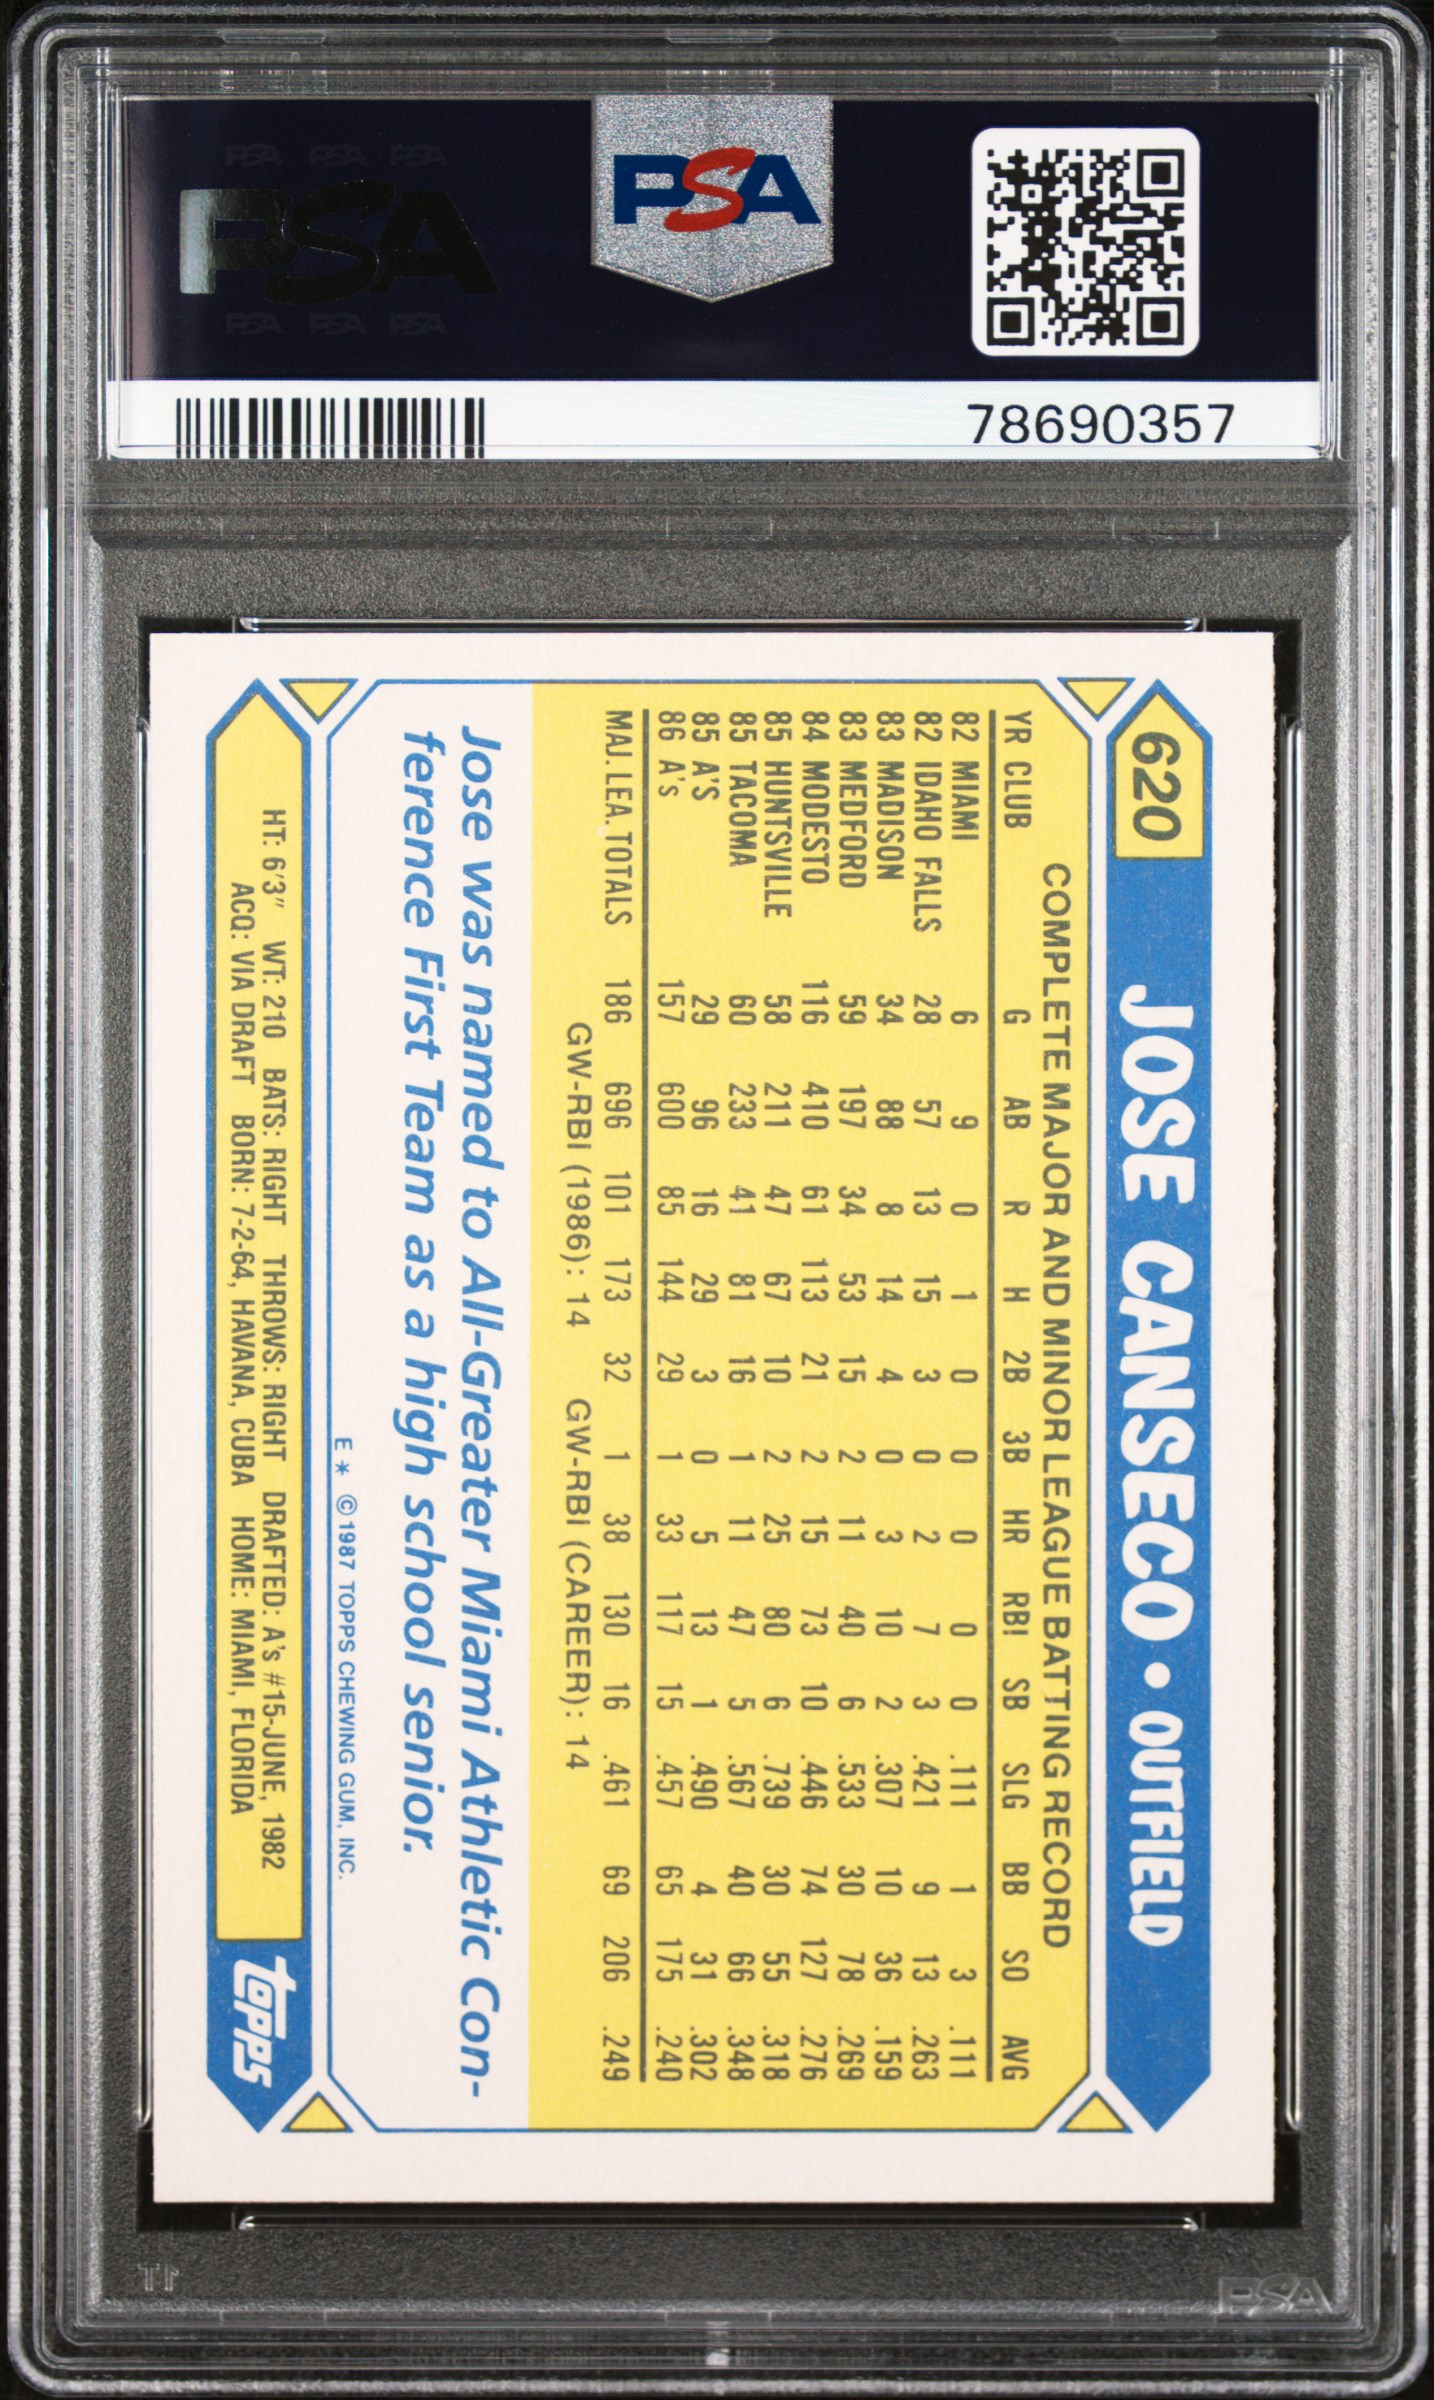 PSA PSA PSA
PSA
PSA PSA PSA
PSA
78690357
620 JOSE CANSECO • OUTFIELD
COMPLETE MAJOR AND MINOR LEAGUE BATTING RECORD
YR CLUB G AB R H 2B 3B HR RBI SB SLG BB SO AVG
82 MIAMI 6 9 0 1 0 0 0 0 0 .111 1 3 .111
82 IDAHO FALLS 28 57 13 15 3 0 2 7 3 .421 9 13 .263
83 MADISON 34 88 8 14 4 0 3 10 2 .307 10 36 .159
83 MEDFORD 59 197 34 53 15 2 11 40 6 .533 30 78 .269
84 MODESTO 116 410 61 113 21 2 15 73 10 .446 74 127 .276
85 HUNTSVILLE 58 211 47 67 10 2 25 80 6 .739 30 55 .318
85 TACOMA 60 233 41 81 16 1 11 47 5 .567 40 66 .348
85 A'S 29 96 16 29 3 0 5 13 1 .490 4 31 .302
86 A's 157 600 85 144 29 1 33 117 15 .457 65 175 .240
MAJ. LEA. TOTALS 186 696 101 173 32 1 38 130 16 .461 69 206 .249
GW-RBI (1986): 14 GW-RBI (CAREER): 14
Jose was named to All-Greater Miami Athletic Con-
ference First Team as a high school senior.
E * © 1987 TOPPS CHEWING GUM, INC.
HT: 6'3" WT: 210 BATS: RIGHT THROWS: RIGHT DRAFTED: A's #15-JUNE, 1982
ACQ: VIA DRAFT BORN: 7-2-64, HAVANA, CUBA HOME: MIAMI, FLORIDA
topps
PSA